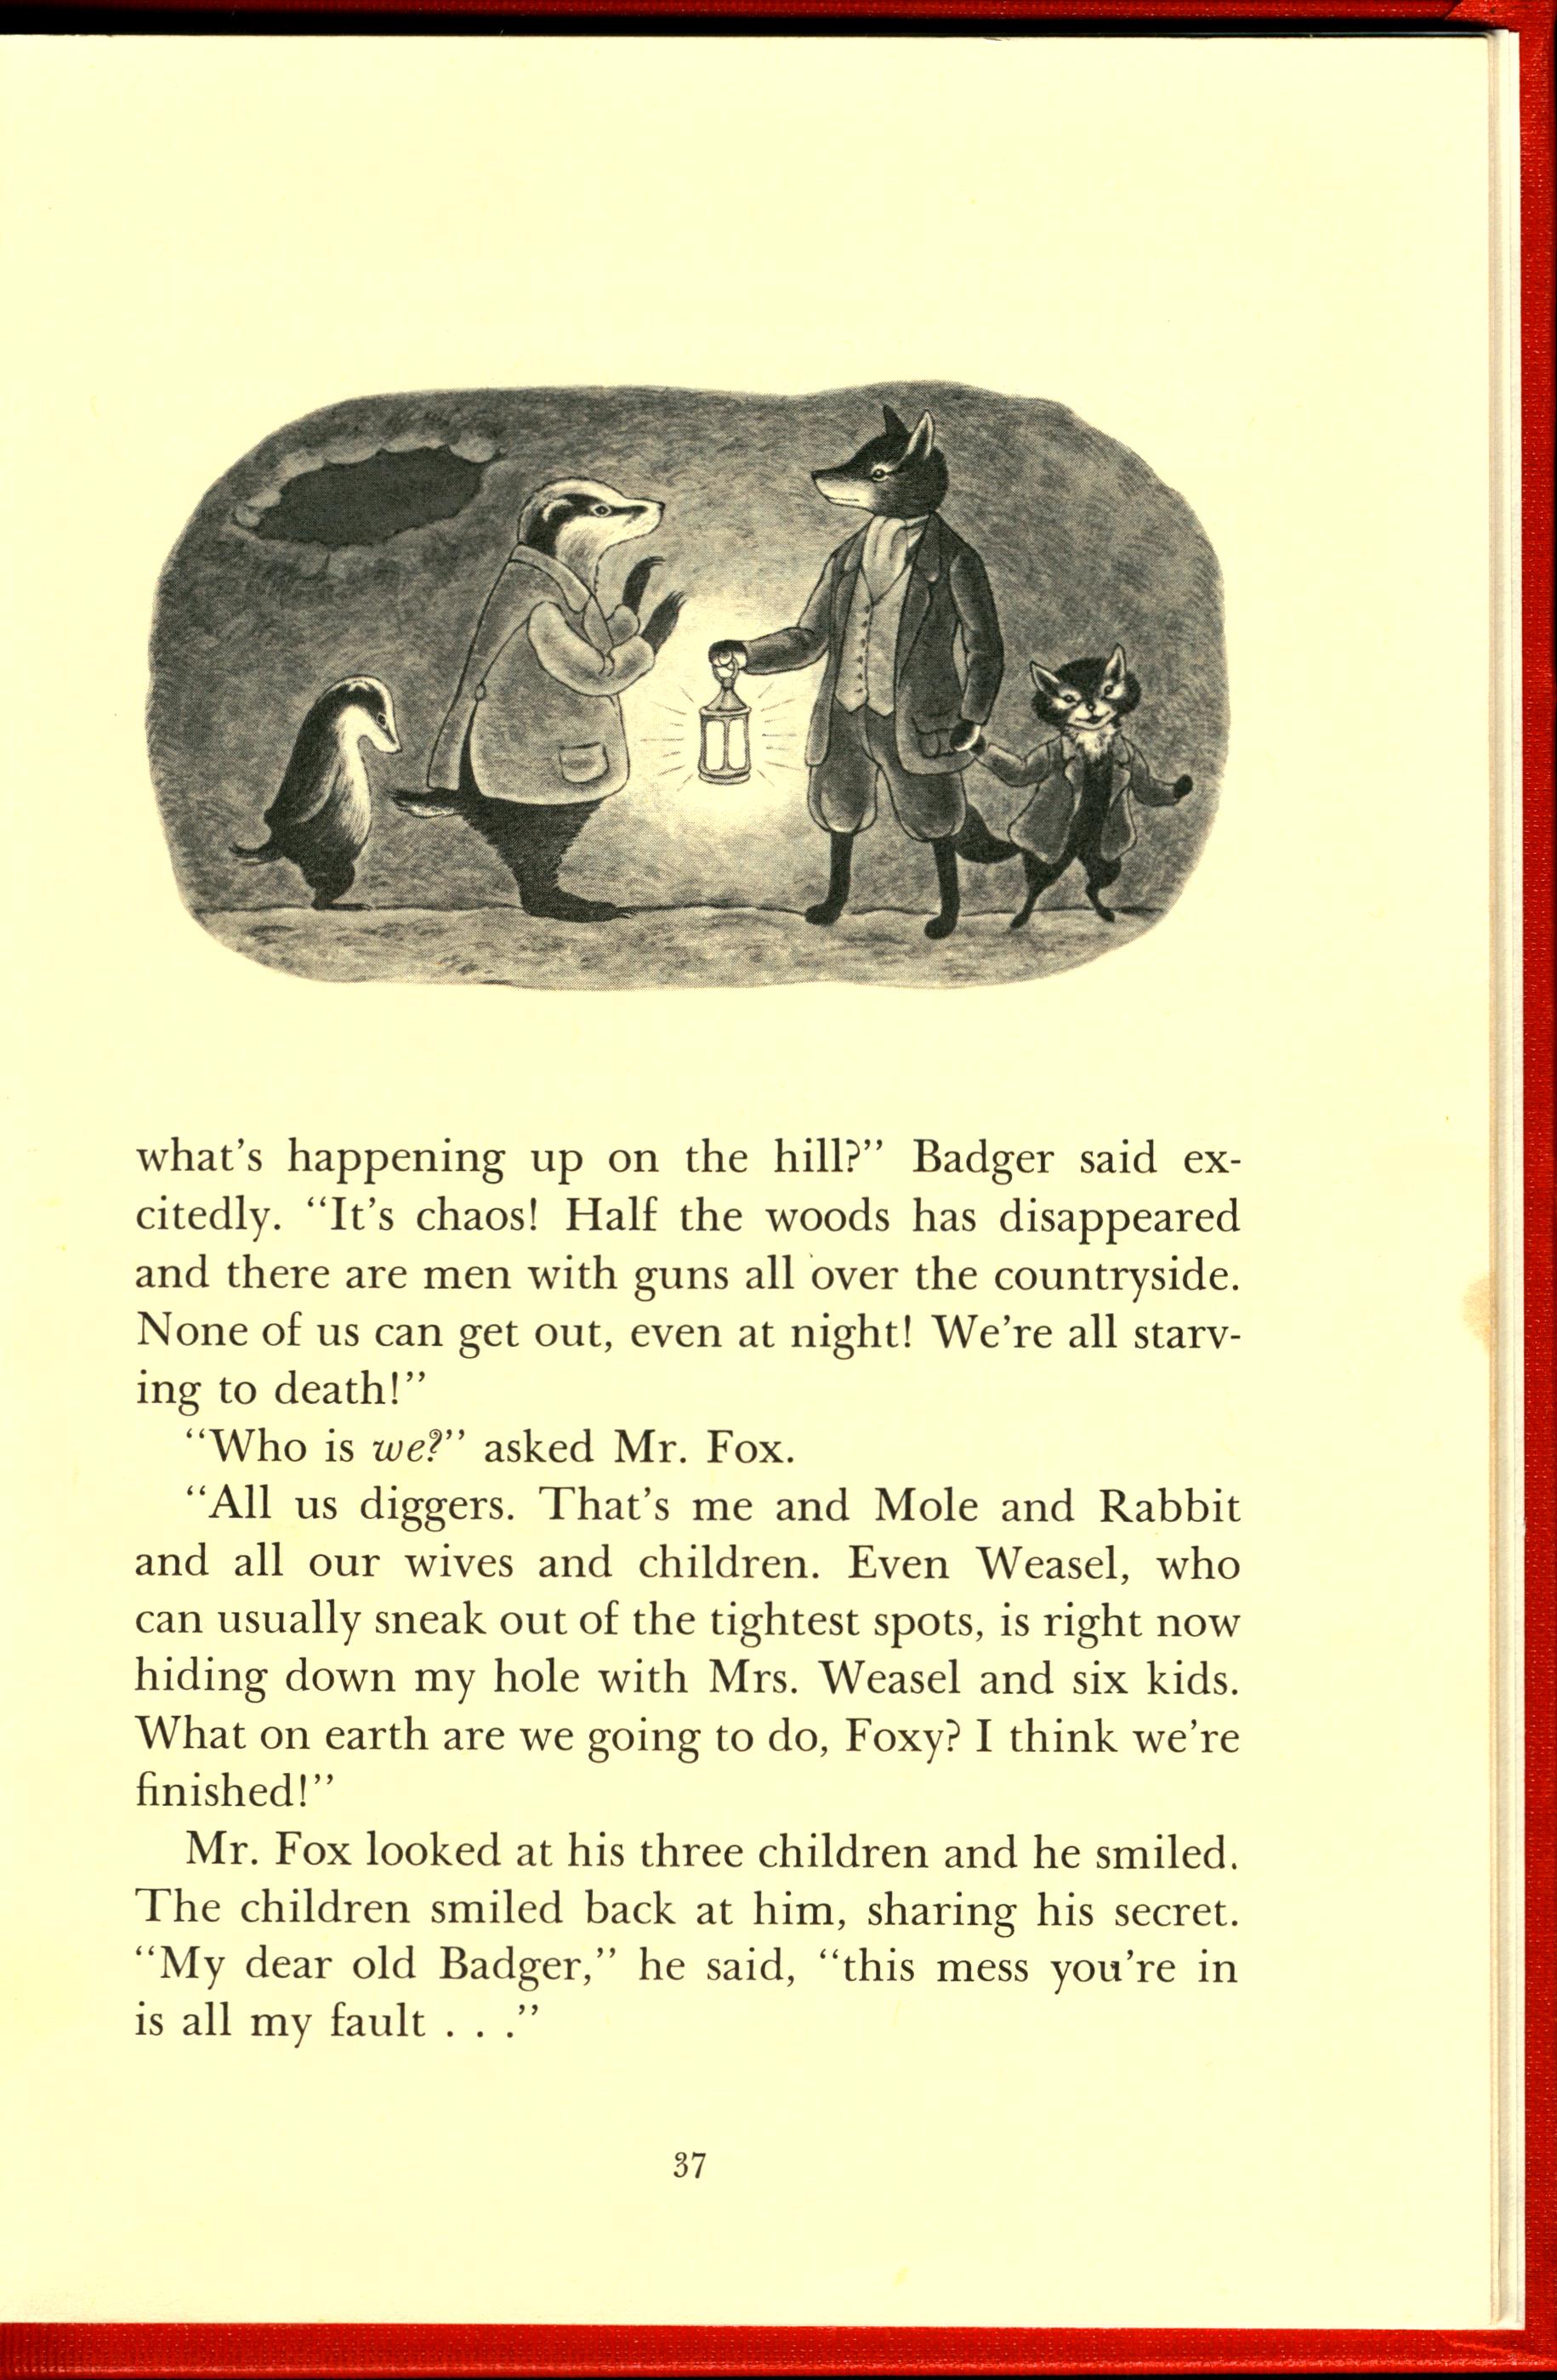 what's happening up on the hill?” Badger said ex-
citedly. “It's chaos! Half the woods has disappeared
and there are men with guns all over the countryside.
None of us can get out, even at night! We're all starv-
ing to death!”
“Who is we?” asked Mr. Fox.
“All us diggers. That's me and Mole and Rabbit
and all our wives and children. Even Weasel, who
can usually sneak out of the tightest spots, is right now
hiding down my hole with Mrs. Weasel and six kids.
What on earth are we going to do, Foxy? I think we're
finished!”
Mr. Fox looked at his three children and he smiled.
The children smiled back at him, sharing his secret.
“My dear old Badger,” he said, “this mess you're in
is all my fault . . .”
37